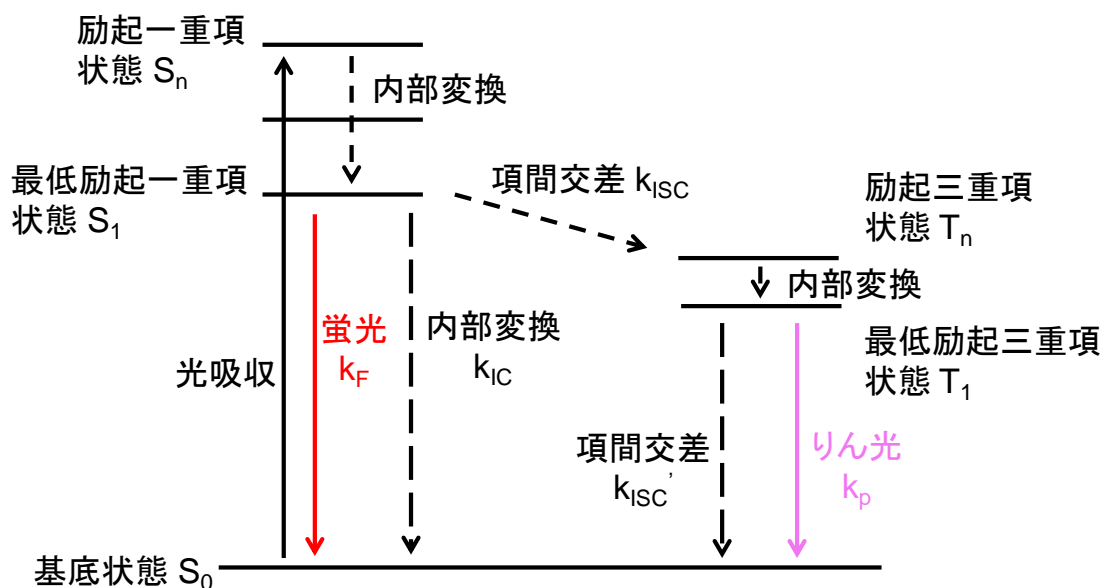 励起一重項
状態 Sn
内部変換
最低励起一重項
状態 S1
項間交差 kISC
励起三重項
状態 Tn
内部変換
光吸収
蛍光
kF
内部変換
kIC
最低励起三重項
状態 T1
項間交差
kISC’
りん光
kp
基底状態 S0